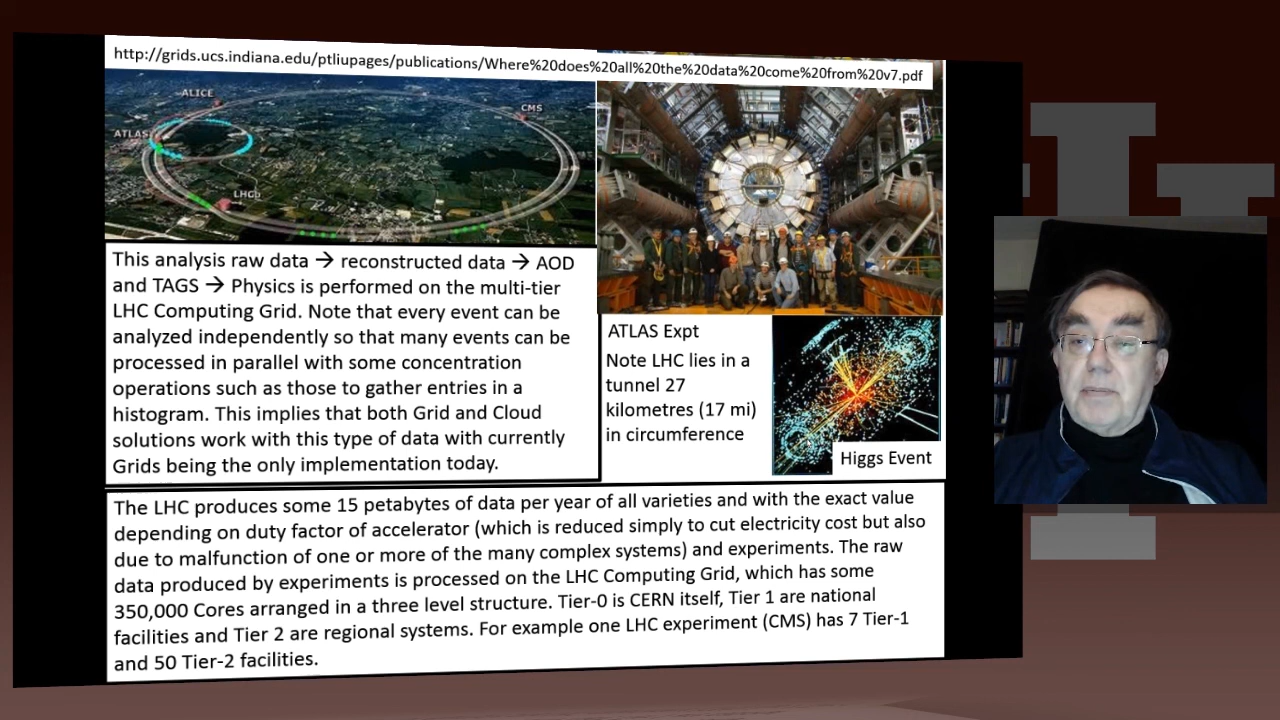 http://grids.ucs.indiana.edu/ptliupages/publications/Where%20does%20all%20the%20data%20come%20from%20v7.pdf
ALICE
CMS
ATLAS
LHCb
This analysis raw data → reconstructed data → AOD
and TAGS → Physics is performed on the multi-tier
LHC Computing Grid. Note that every event can be
analyzed independently so that many events can be
processed in parallel with some concentration
operations such as those to gather entries in a
histogram. This implies that both Grid and Cloud
solutions work with this type of data with currently
Grids being the only implementation today.
ATLAS Expt
Note LHC lies in a
tunnel 27
kilometres (17 mi)
in circumference
Higgs Event
The LHC produces some 15 petabytes of data per year of all varieties and with the exact value
depending on duty factor of accelerator (which is reduced simply to cut electricity cost but also
due to malfunction of one or more of the many complex systems) and experiments. The raw
data produced by experiments is processed on the LHC Computing Grid, which has some
350,000 Cores arranged in a three level structure. Tier-0 is CERN itself, Tier 1 are national
facilities and Tier 2 are regional systems. For example one LHC experiment (CMS) has 7 Tier-1
and 50 Tier-2 facilities.